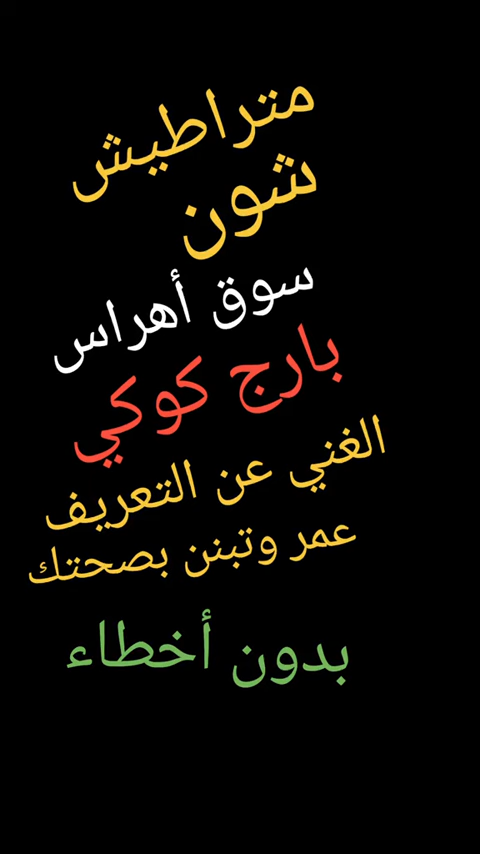 متراطيش
شون
سوق أهراس
بارج كوكي
الغني عن التعريف
عمر وتبنن بصحتك
بدون أخطاء